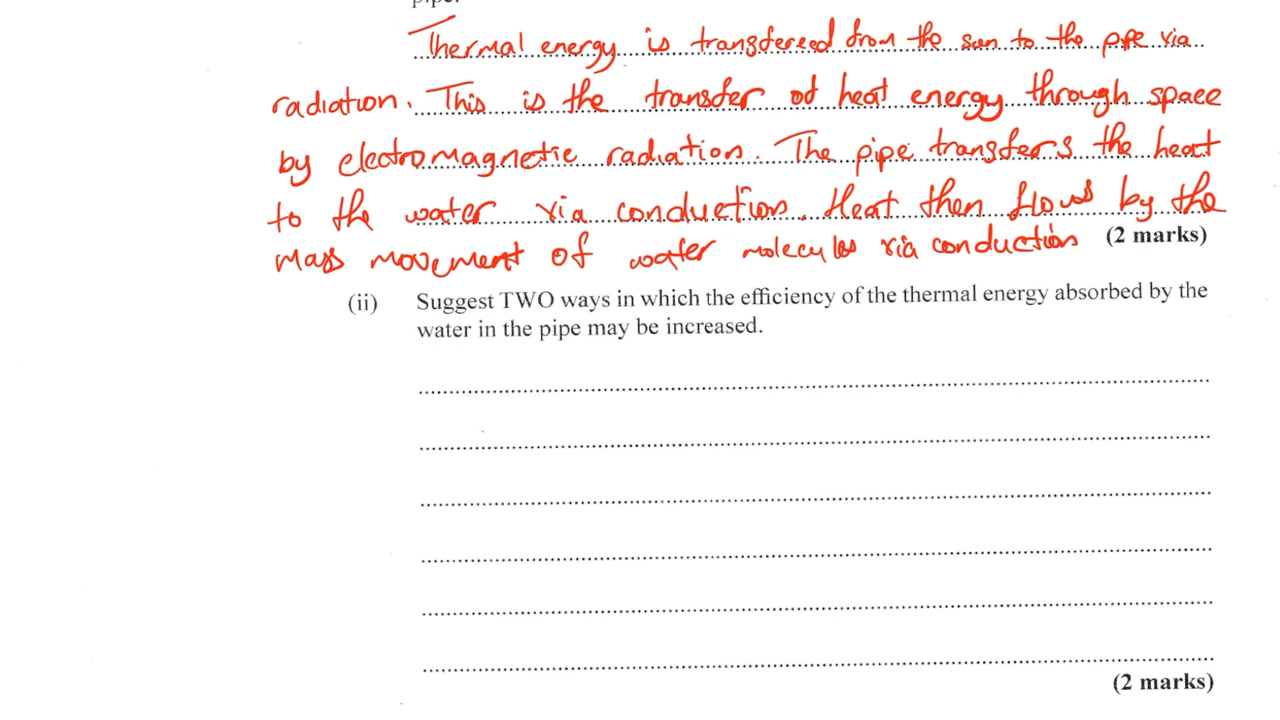 pipe.
Thermal energy is transfereed from the sun to the pipe via
radiation. This is the transfer of heat energy through space
by electromagnetic radiation. The pipe transfers the heat
to the water via conduction. Heat then flows by the
mass movement of water molecules via conduction (2 marks)
(ii) Suggest TWO ways in which the efficiency of the thermal energy absorbed by the
water in the pipe may be increased.
(2 marks)